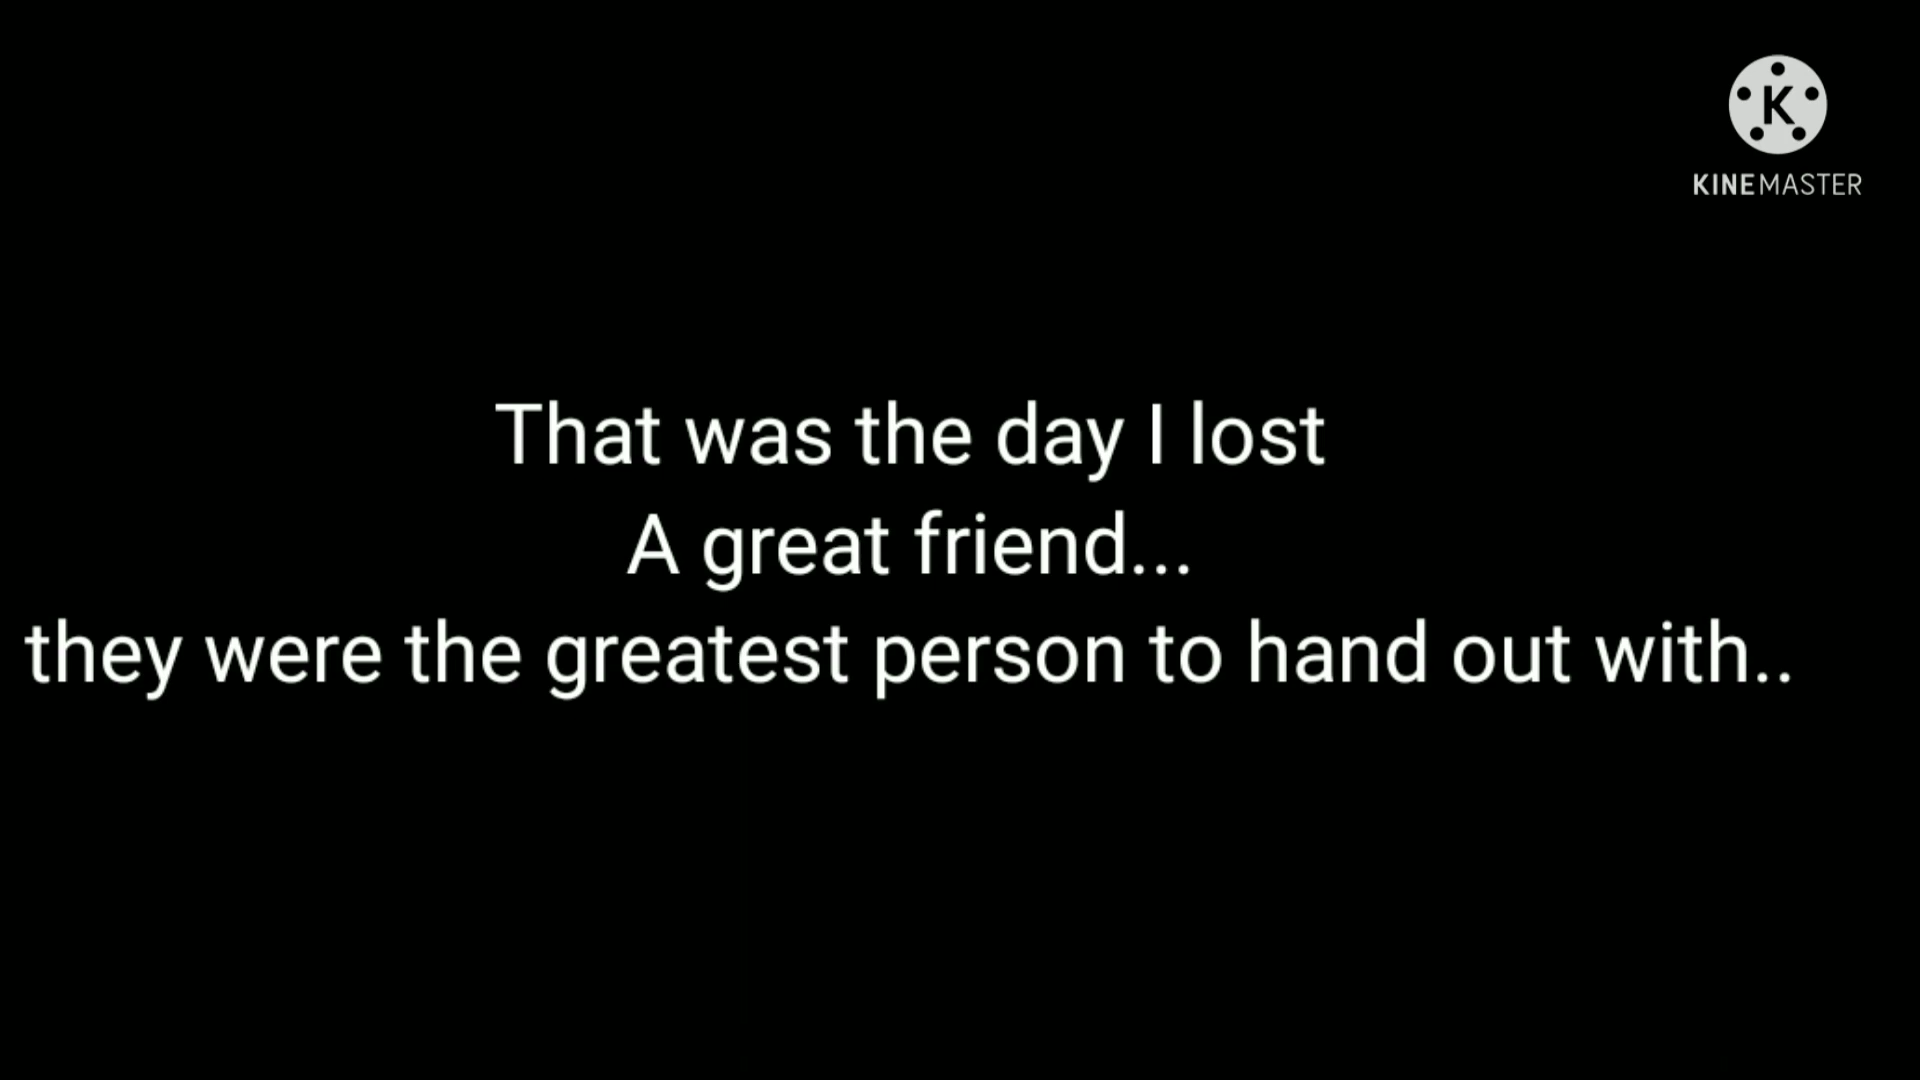 K
KINEMASTER
That was the day I lost
A great friend...
they were the greatest person to hand out with..